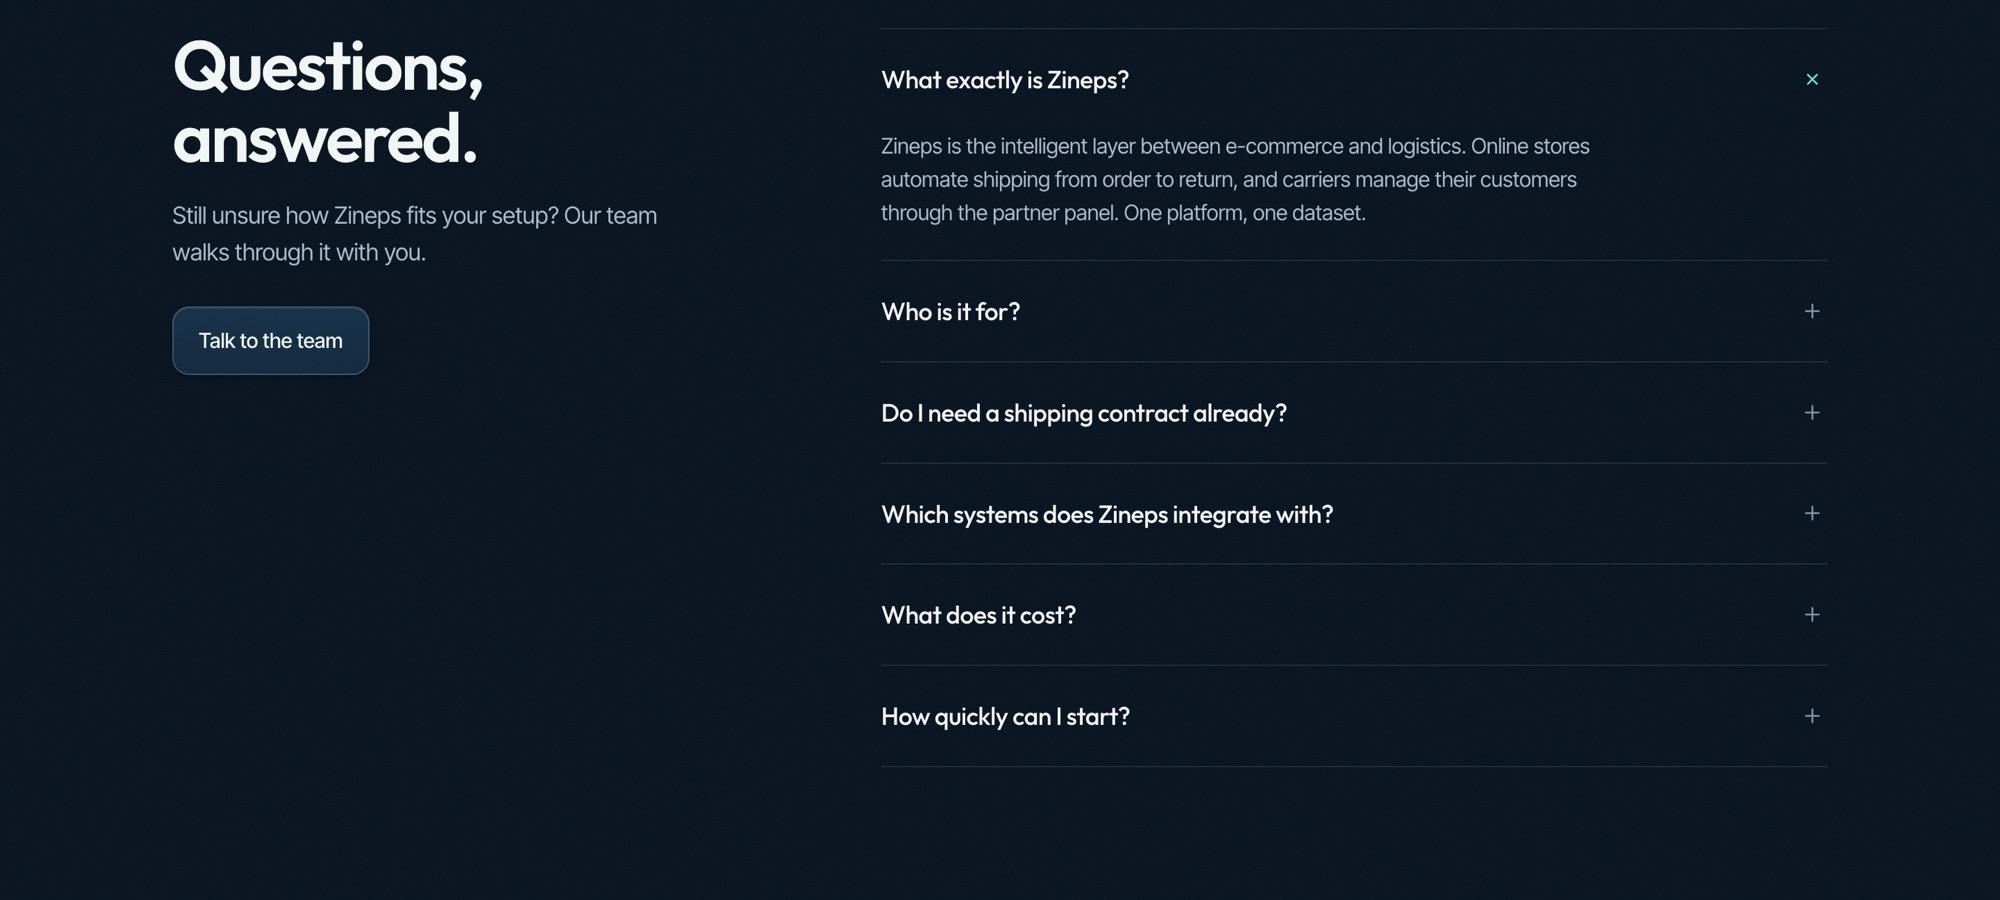 Questions,
answered.
Still unsure how Zineps fits your setup? Our team
walks through it with you.
Talk to the team
What exactly is Zineps?
Zineps is the intelligent layer between e-commerce and logistics. Online stores
automate shipping from order to return, and carriers manage their customers
through the partner panel. One platform, one dataset.
Who is it for?
Do I need a shipping contract already?
Which systems does Zineps integrate with?
What does it cost?
How quickly can I start?